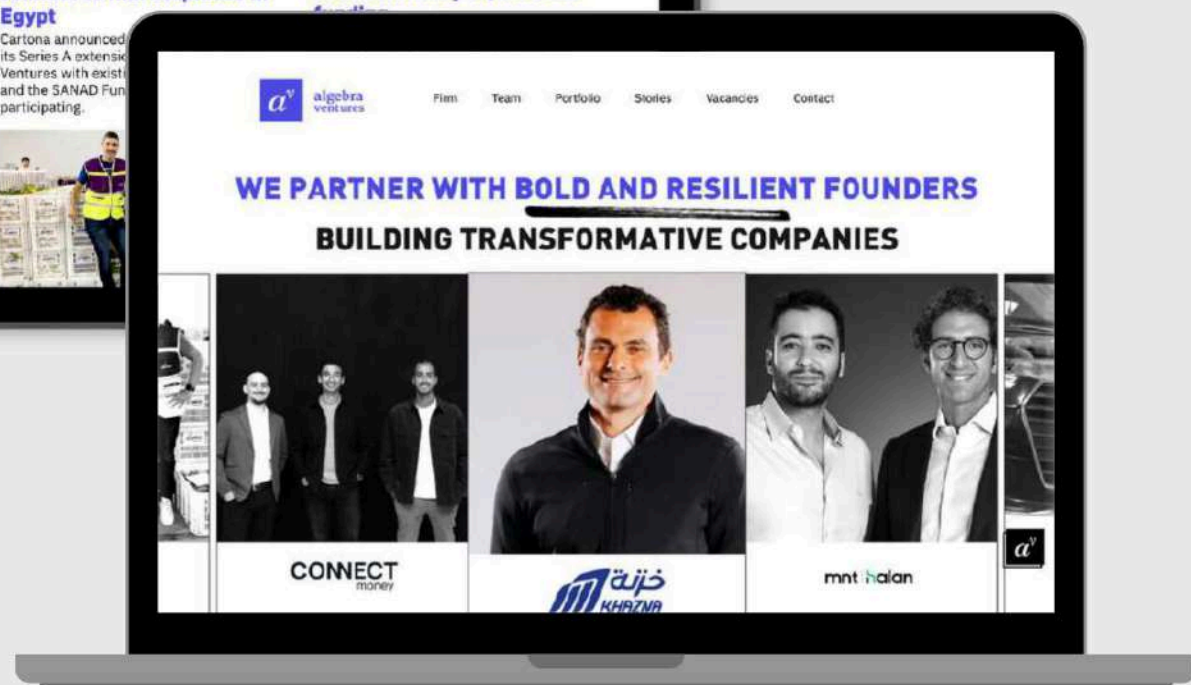 Egypt
funding
Cartona announced
its Series A extensi
Ventures with existi
and the SANAD Fun
participating.
a^v algebra
ventures
Firm Team Portfolio Stories Vacancies Contact
WE PARTNER WITH BOLD AND RESILIENT FOUNDERS
BUILDING TRANSFORMATIVE COMPANIES
CONNECT
money
خزنة
KHAZNA
mnt halan
a^v